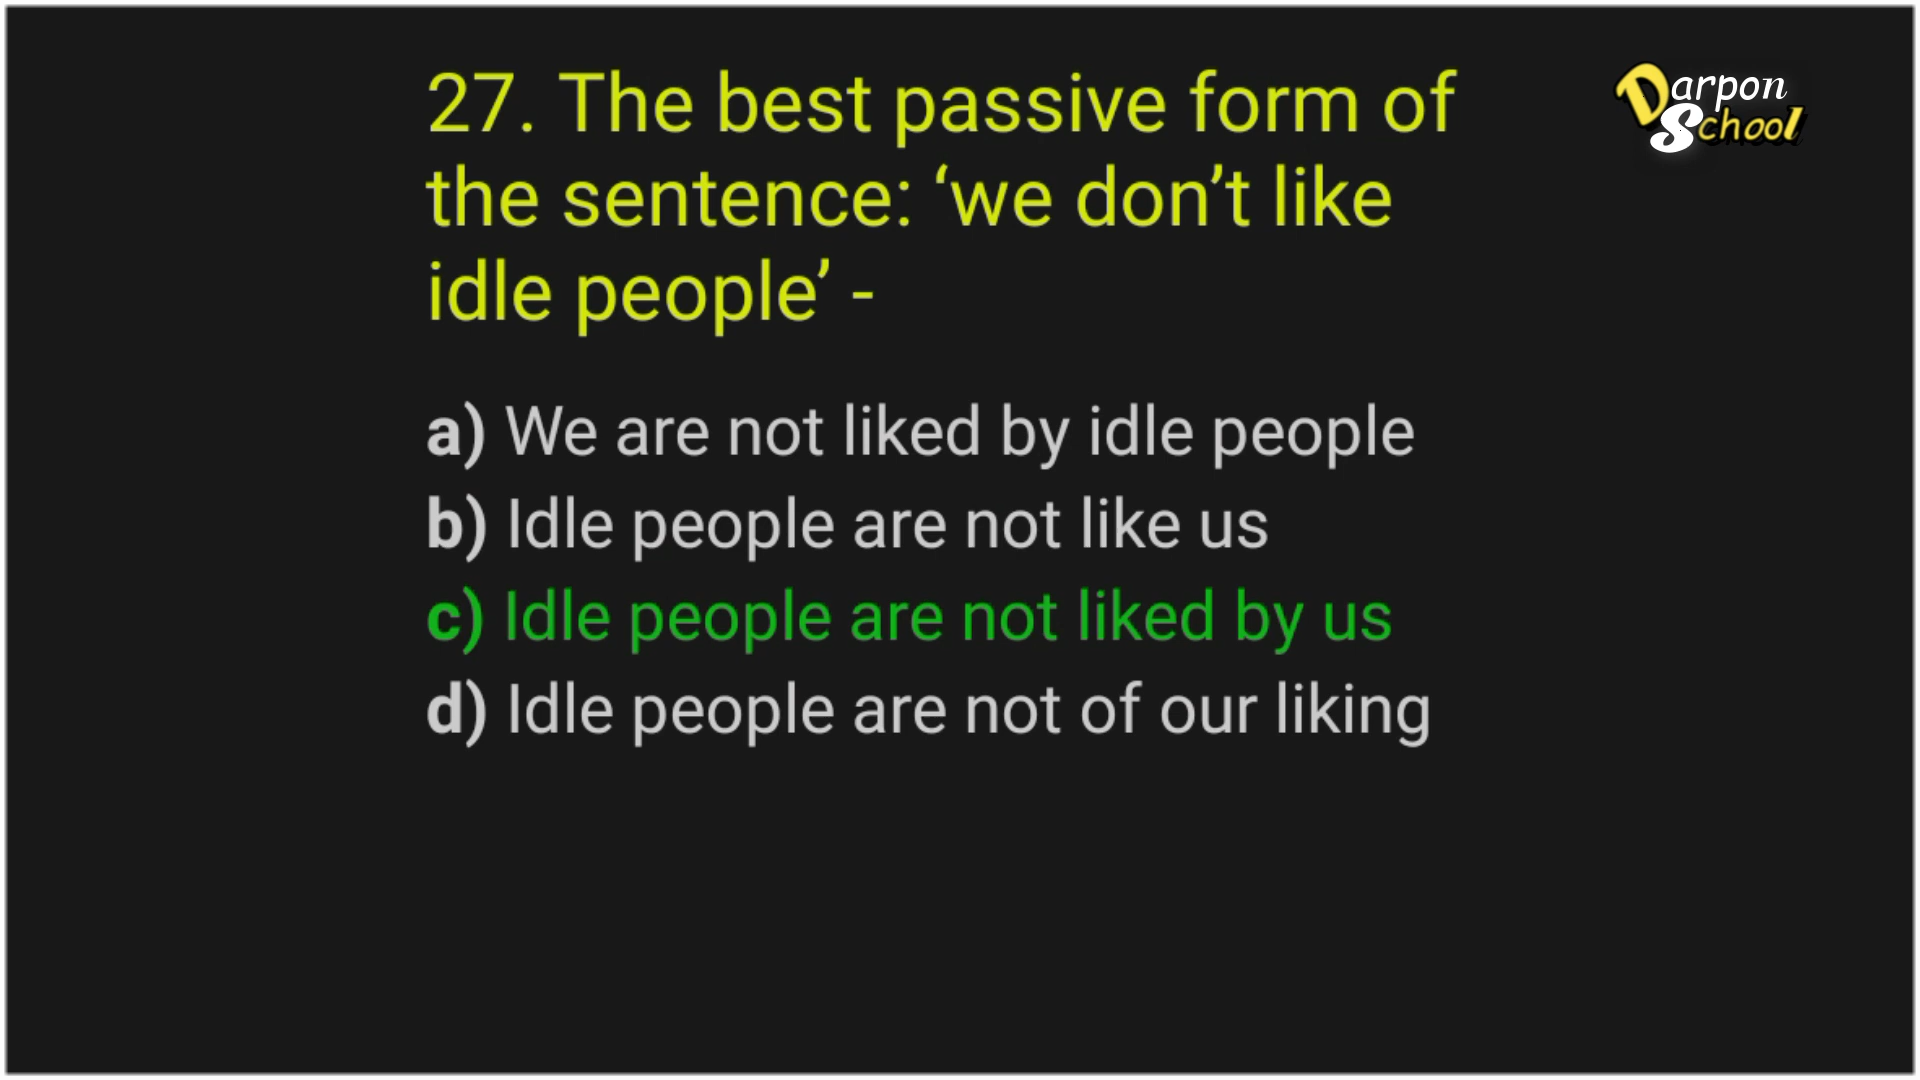 27. The best passive form of
the sentence: ‘we don’t like
idle people’ -
a) We are not liked by idle people
b) Idle people are not like us
c) Idle people are not liked by us
d) Idle people are not of our liking
Darpon
School